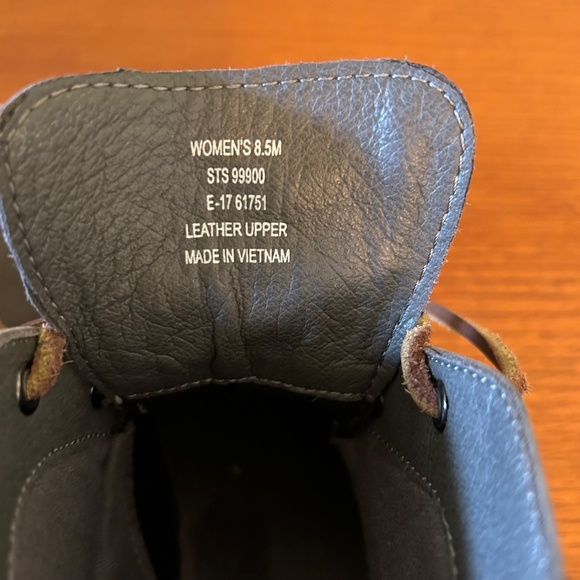 WOMEN'S 8.5M
STS 99900
E-17 61751
LEATHER UPPER
MADE IN VIETNAM